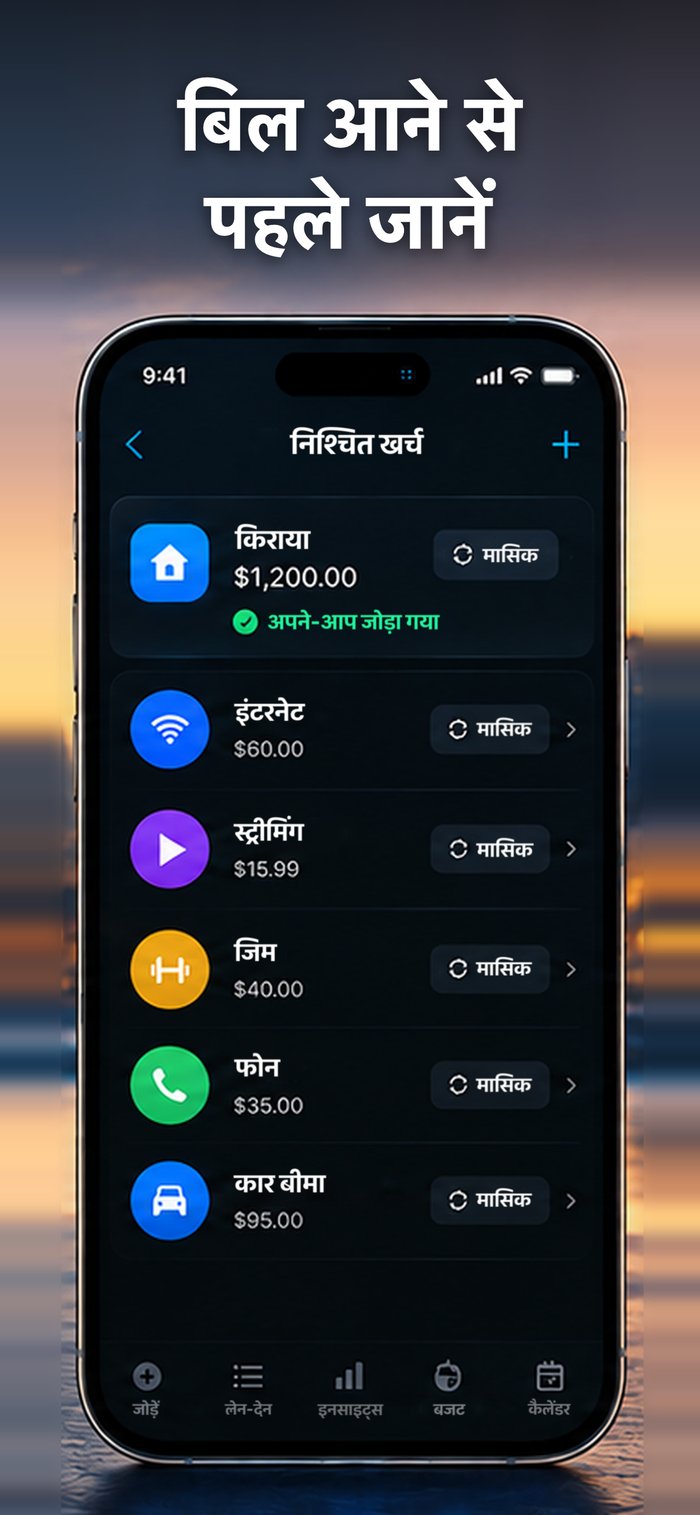 बिल आने से
पहले जानें
9:41
निश्चित खर्च
किराया
$1,200.00
मासिक
अपने-आप जोड़ा गया
इंटरनेट
$60.00
मासिक
स्ट्रीमिंग
$15.99
मासिक
जिम
$40.00
मासिक
फोन
$35.00
मासिक
कार बीमा
$95.00
मासिक
जोड़ें
लेन-देन
इनसाइट्स
बजट
कैलेंडर